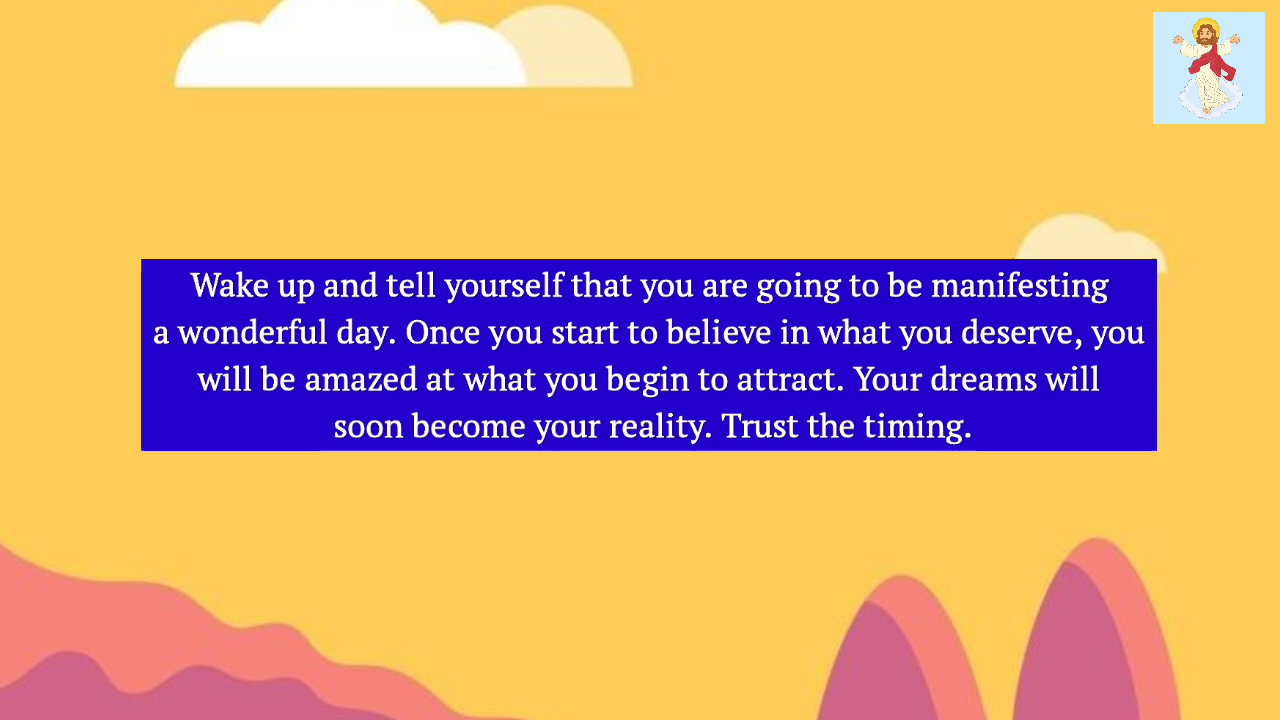 Wake up and tell yourself that you are going to be manifesting
a wonderful day. Once you start to believe in what you deserve, you
will be amazed at what you begin to attract. Your dreams will
soon become your reality. Trust the timing.